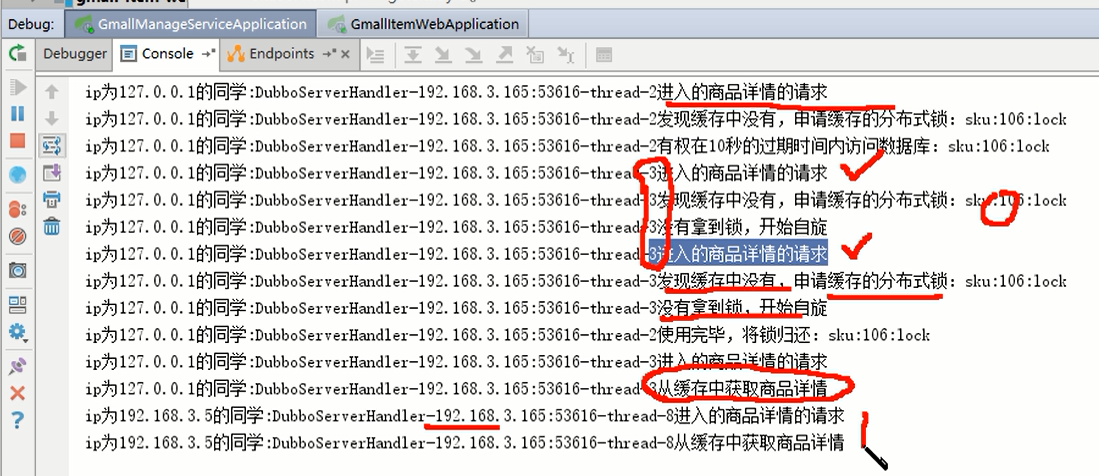 Debug: GmallManageServiceApplication GmallItemWebApplication
Debugger Console Endpoints
ip为127.0.0.1的同学:DubboServerHandler-192.168.3.165:53616-thread-2进入的商品详情的请求
ip为127.0.0.1的同学:DubboServerHandler-192.168.3.165:53616-thread-2发现缓存中没有，申请缓存的分布式锁：sku:106:lock
ip为127.0.0.1的同学:DubboServerHandler-192.168.3.165:53616-thread-2有权在10秒的过期时间内访问数据库：sku:106:lock
ip为127.0.0.1的同学:DubboServerHandler-192.168.3.165:53616-thread-3进入的商品详情的请求
ip为127.0.0.1的同学:DubboServerHandler-192.168.3.165:53616-thread-3发现缓存中没有，申请缓存的分布式锁：sku:106:lock
ip为127.0.0.1的同学:DubboServerHandler-192.168.3.165:53616-thread-3没有拿到锁，开始自旋
ip为127.0.0.1的同学:DubboServerHandler-192.168.3.165:53616-thread-3进入的商品详情的请求
ip为127.0.0.1的同学:DubboServerHandler-192.168.3.165:53616-thread-3发现缓存中没有，申请缓存的分布式锁：sku:106:lock
ip为127.0.0.1的同学:DubboServerHandler-192.168.3.165:53616-thread-3没有拿到锁，开始自旋
ip为127.0.0.1的同学:DubboServerHandler-192.168.3.165:53616-thread-2使用完毕，将锁归还：sku:106:lock
ip为127.0.0.1的同学:DubboServerHandler-192.168.3.165:53616-thread-3进入的商品详情的请求
ip为127.0.0.1的同学:DubboServerHandler-192.168.3.165:53616-thread-3从缓存中获取商品详情
ip为192.168.3.5的同学:DubboServerHandler-192.168.3.165:53616-thread-8进入的商品详情的请求
ip为192.168.3.5的同学:DubboServerHandler-192.168.3.165:53616-thread-8从缓存中获取商品详情